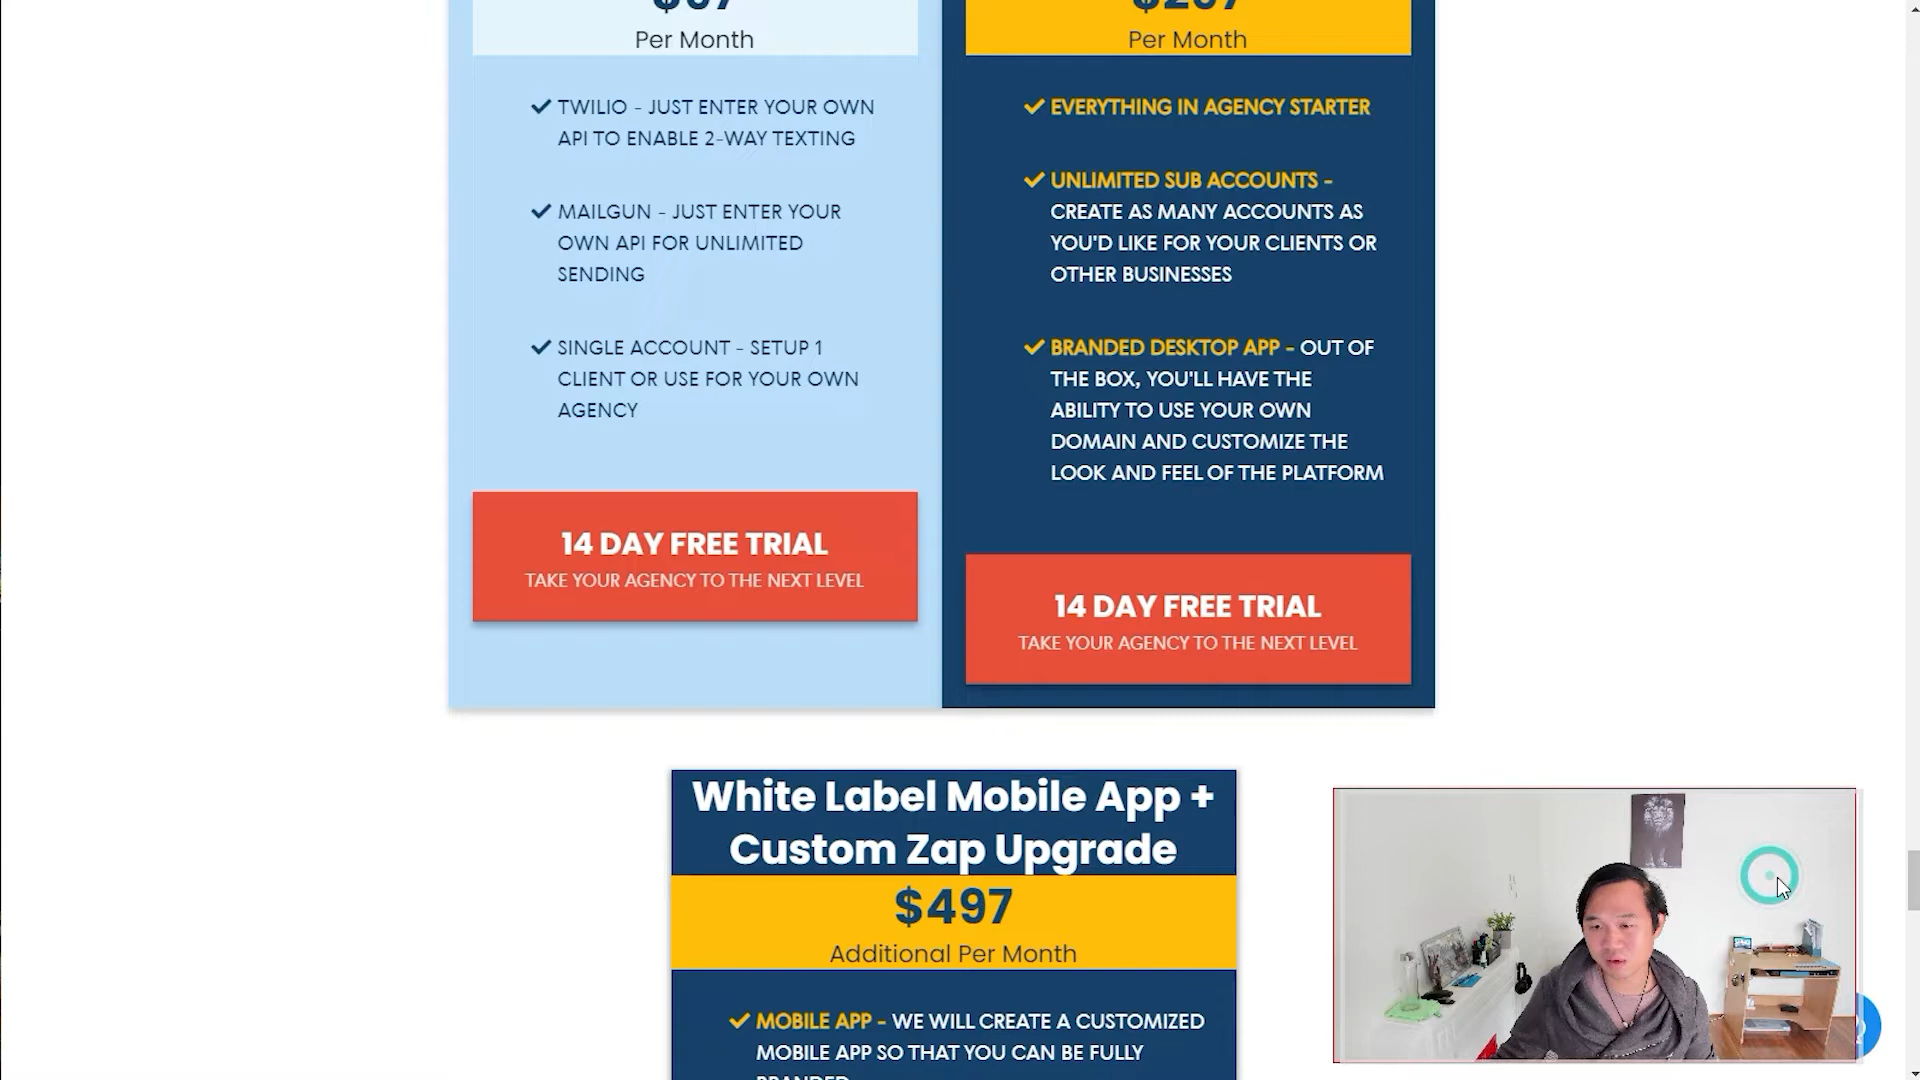 Per Month
TWILIO - JUST ENTER YOUR OWN
API TO ENABLE 2-WAY TEXTING
MAILGUN - JUST ENTER YOUR
OWN API FOR UNLIMITED
SENDING
SINGLE ACCOUNT - SETUP 1
CLIENT OR USE FOR YOUR OWN
AGENCY
14 DAY FREE TRIAL
TAKE YOUR AGENCY TO THE NEXT LEVEL
Per Month
EVERYTHING IN AGENCY STARTER
UNLIMITED SUB ACCOUNTS -
CREATE AS MANY ACCOUNTS AS
YOU'D LIKE FOR YOUR CLIENTS OR
OTHER BUSINESSES
BRANDED DESKTOP APP - OUT OF
THE BOX, YOU'LL HAVE THE
ABILITY TO USE YOUR OWN
DOMAIN AND CUSTOMIZE THE
LOOK AND FEEL OF THE PLATFORM
14 DAY FREE TRIAL
TAKE YOUR AGENCY TO THE NEXT LEVEL
White Label Mobile App +
Custom Zap Upgrade
$497
Additional Per Month
MOBILE APP - WE WILL CREATE A CUSTOMIZED
MOBILE APP SO THAT YOU CAN BE FULLY
BRANDED